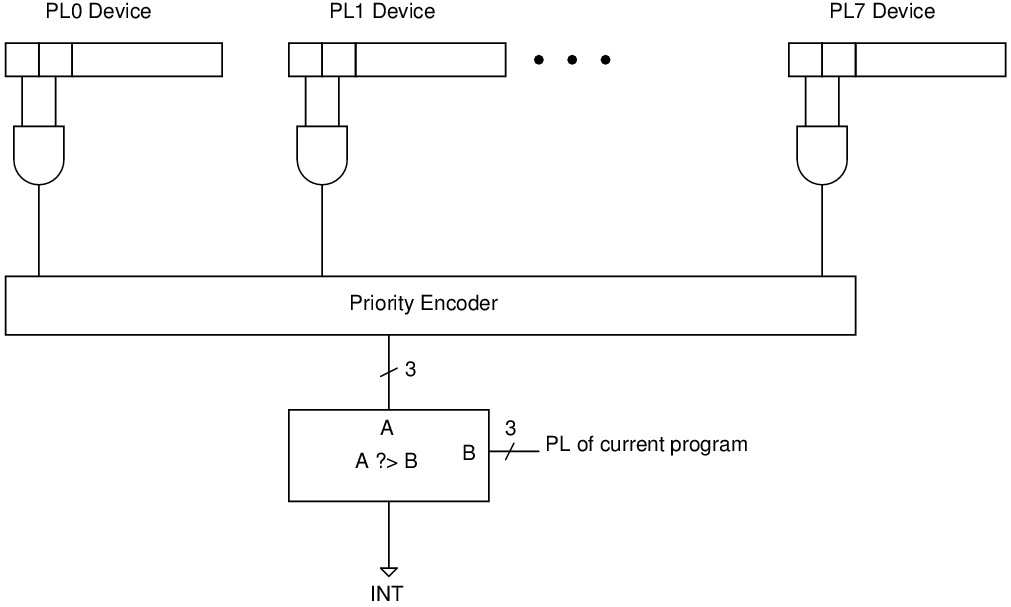 PL0 Device
PL1 Device
PL7 Device
Priority Encoder
3
A
3
B
PL of current program
A ?> B
INT